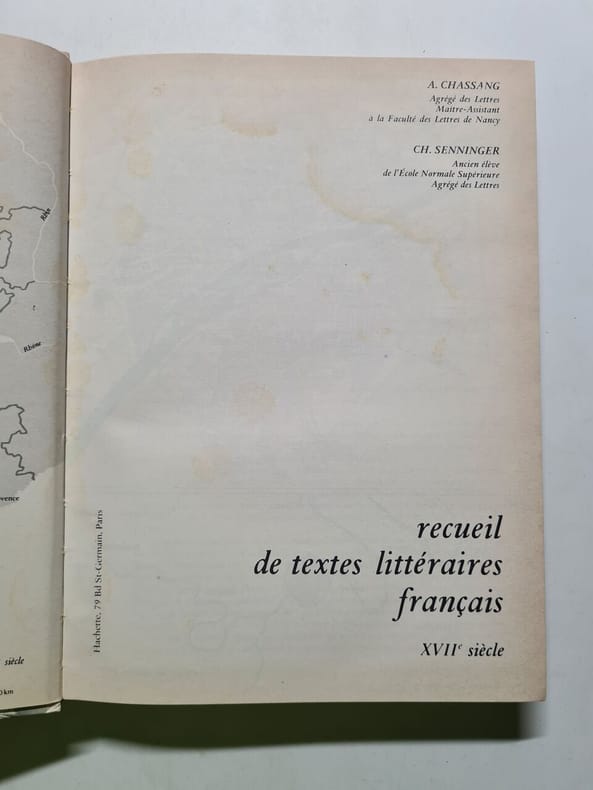 A. CHASSANG
Agrégé des Lettres
Maître-Assistant
à la Faculté des Lettres de Nancy
CH. SENNINGER
Ancien élève
de l'École Normale Supérieure
Agrégé des Lettres
recueil
de textes littéraires
français
XVIIe siècle
Hachette, 79 Bd St-Germain, Paris
Rhône
siècle